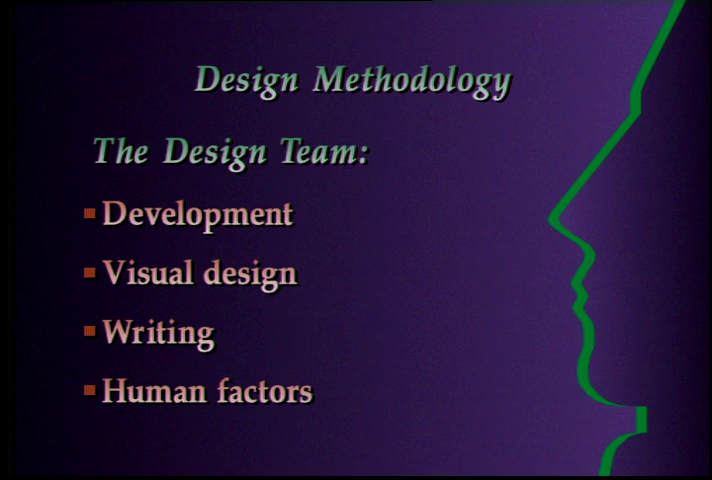 Design Methodology
The Design Team:
Development
Visual design
Writing
Human factors